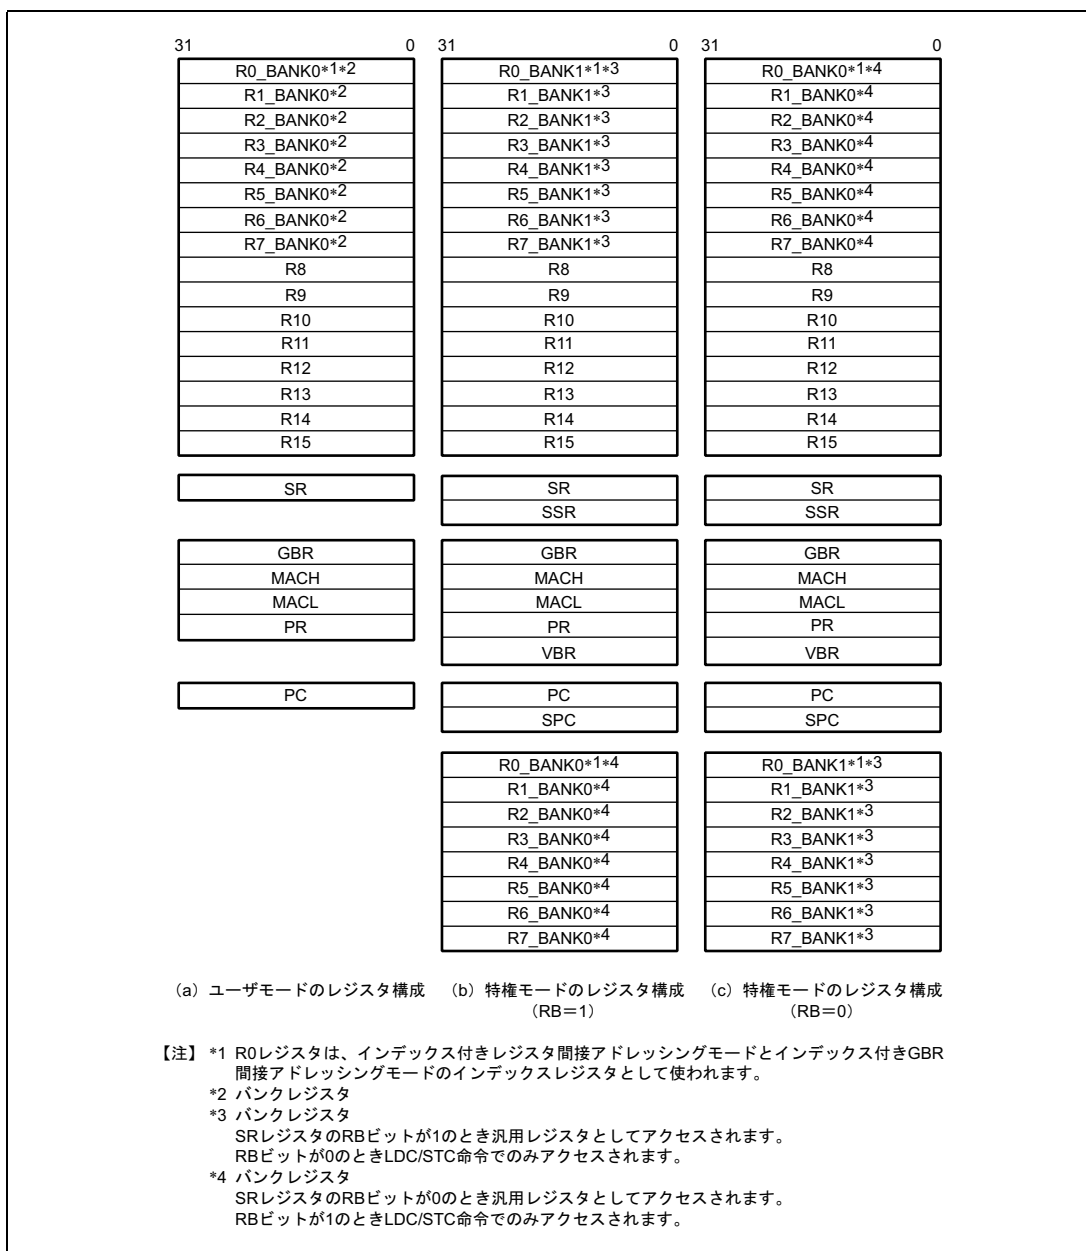 31 0 31 0 31 0
R0_BANK0*1*2 R0_BANK1*1*3 R0_BANK0*1*4
R1_BANK0*2 R1_BANK1*3 R1_BANK0*4
R2_BANK0*2 R2_BANK1*3 R2_BANK0*4
R3_BANK0*2 R3_BANK1*3 R3_BANK0*4
R4_BANK0*2 R4_BANK1*3 R4_BANK0*4
R5_BANK0*2 R5_BANK1*3 R5_BANK0*4
R6_BANK0*2 R6_BANK1*3 R6_BANK0*4
R7_BANK0*2 R7_BANK1*3 R7_BANK0*4
R8 R8 R8
R9 R9 R9
R10 R10 R10
R11 R11 R11
R12 R12 R12
R13 R13 R13
R14 R14 R14
R15 R15 R15
SR SR SR
SSR SSR
GBR GBR GBR
MACH MACH MACH
MACL MACL MACL
PR PR PR
VBR VBR
PC PC PC
SPC SPC
R0_BANK0*1*4 R0_BANK1*1*3
R1_BANK0*4 R1_BANK1*3
R2_BANK0*4 R2_BANK1*3
R3_BANK0*4 R3_BANK1*3
R4_BANK0*4 R4_BANK1*3
R5_BANK0*4 R5_BANK1*3
R6_BANK0*4 R6_BANK1*3
R7_BANK0*4 R7_BANK1*3
（a）ユーザモードのレジスタ構成 （b）特権モードのレジスタ構成 （c）特権モードのレジスタ構成
（RB＝1） （RB＝0）
【注】 *1 R0レジスタは、インデックス付きレジスタ間接アドレッシングモードとインデックス付きGBR
間接アドレッシングモードのインデックスレジスタとして使われます。
*2 バンクレジスタ
*3 バンクレジスタ
SRレジスタのRBビットが1のとき汎用レジスタとしてアクセスされます。
RBビットが0のときLDC/STC命令でのみアクセスされます。
*4 バンクレジスタ
SRレジスタのRBビットが0のとき汎用レジスタとしてアクセスされます。
RBビットが1のときLDC/STC命令でのみアクセスされます。